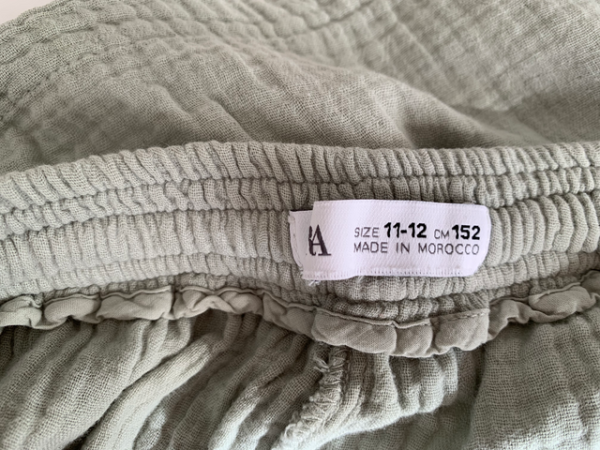 A
SIZE 11-12 CM 152
MADE IN MOROCCO